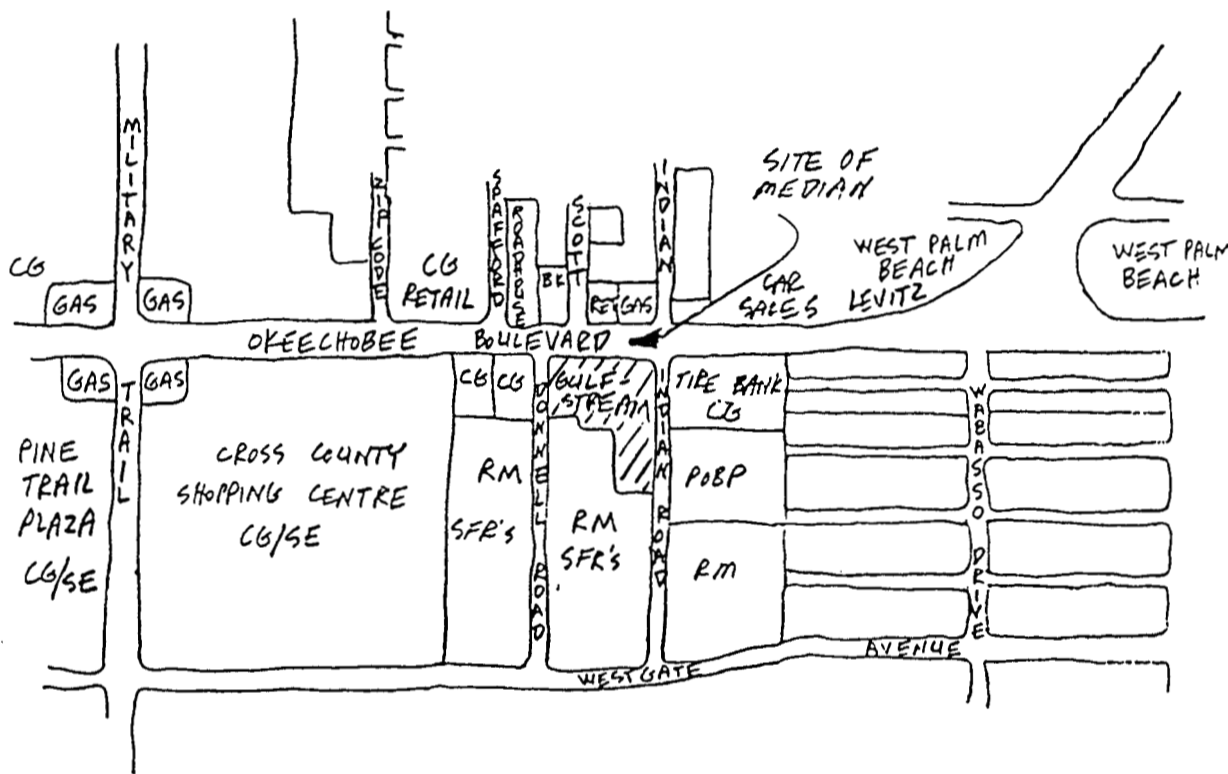 MILITARY
TRAIL
ZIP CODE
SPAFFORD
ROADHOUSE
SCOTT
INDIAN
SITE OF
MEDIAN
CG
GAS
GAS
CG
RETAIL
BK
RET
GAS
CAR
SALES
WEST PALM
BEACH
LEVITZ
WEST PALM
BEACH
OKEECHOBEE BOULEVARD
GAS
GAS
CG
CG
GULF-
STREAM
TIRE BANK
CG
PINE
TRAIL
PLAZA
CG/SE
CROSS COUNTY
SHOPPING CENTRE
CG/SE
RM
SFR'S
DONNELL ROAD
RM
SFR'S
INDIAN ROAD
POBP
RM
WABASSO DRIVE
WESTGATE AVENUE